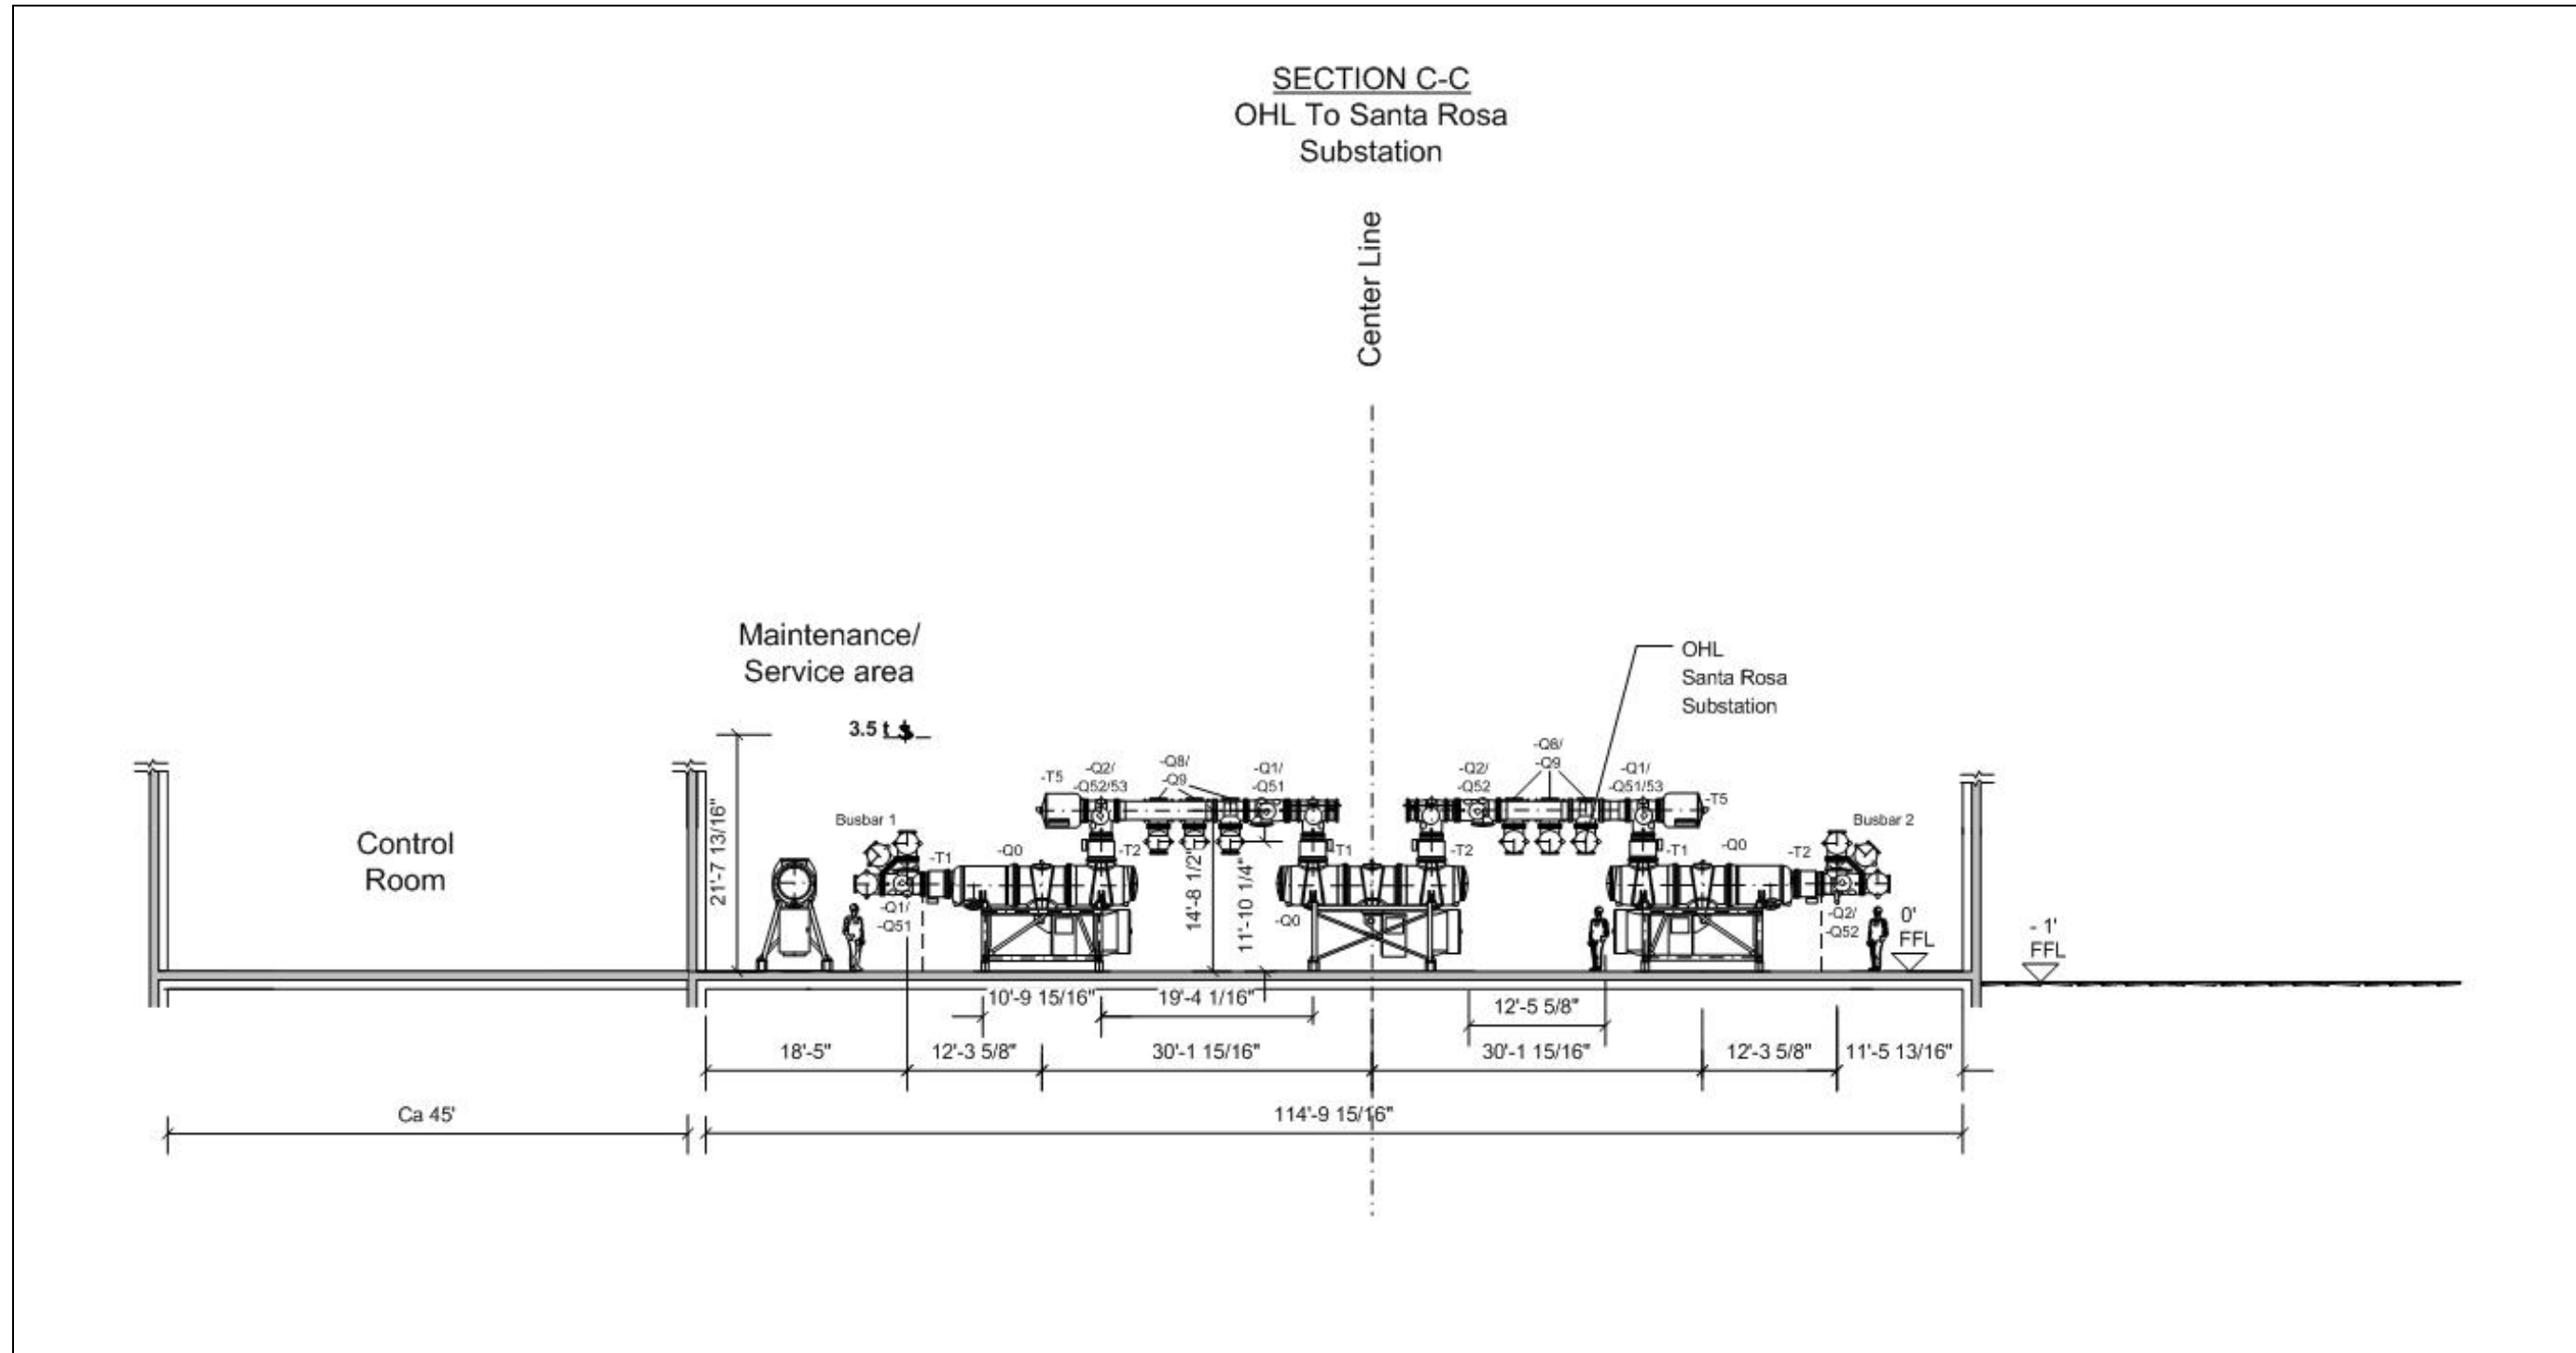 SECTION C-C
OHL To Santa Rosa
Substation
Center Line
Maintenance/
Service area
3.5 t
OHL
Santa Rosa
Substation
Control
Room
21'-7 13/16"
Busbar 1
-Q1/
-Q51
-T1
-Q0
-T5
-Q2/
-Q52/53
-T2
-Q8/
-Q9
-Q1/
-Q51
14'-8 1/2"
11'-10 1/4"
-T1
-Q0
-T2
-Q2/
-Q52
-Q8/
-Q9
-Q1/
-Q51/53
-T5
-T1
-Q0
-T2
Busbar 2
-Q2/
-Q52
0'
FFL
- 1'
FFL
10'-9 15/16"
19'-4 1/16"
12'-5 5/8"
18'-5"
12'-3 5/8"
30'-1 15/16"
30'-1 15/16"
12'-3 5/8"
11'-5 13/16"
Ca 45'
114'-9 15/16"